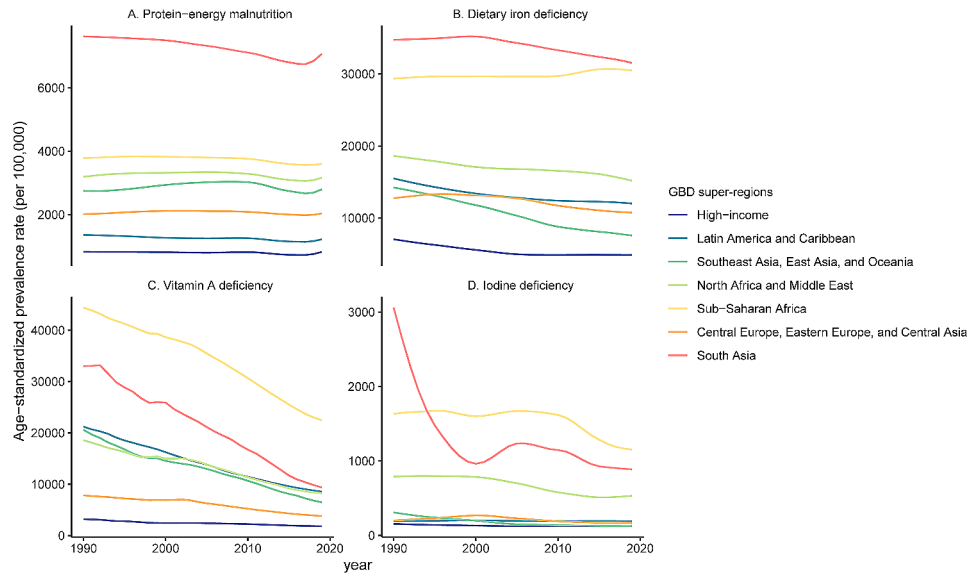 A. Protein−energy malnutrition
B. Dietary iron deficiency
6000
4000
2000
30000
20000
10000
C. Vitamin A deficiency
D. Iodine deficiency
40000
30000
20000
10000
0
3000
2000
1000
0
1990
2000
2010
2020
1990
2000
2010
2020
year
Age−standardized prevalence rate (per 100,000)
GBD super-regions
High−income
Latin America and Caribbean
Southeast Asia, East Asia, and Oceania
North Africa and Middle East
Sub−Saharan Africa
Central Europe, Eastern Europe, and Central Asia
South Asia